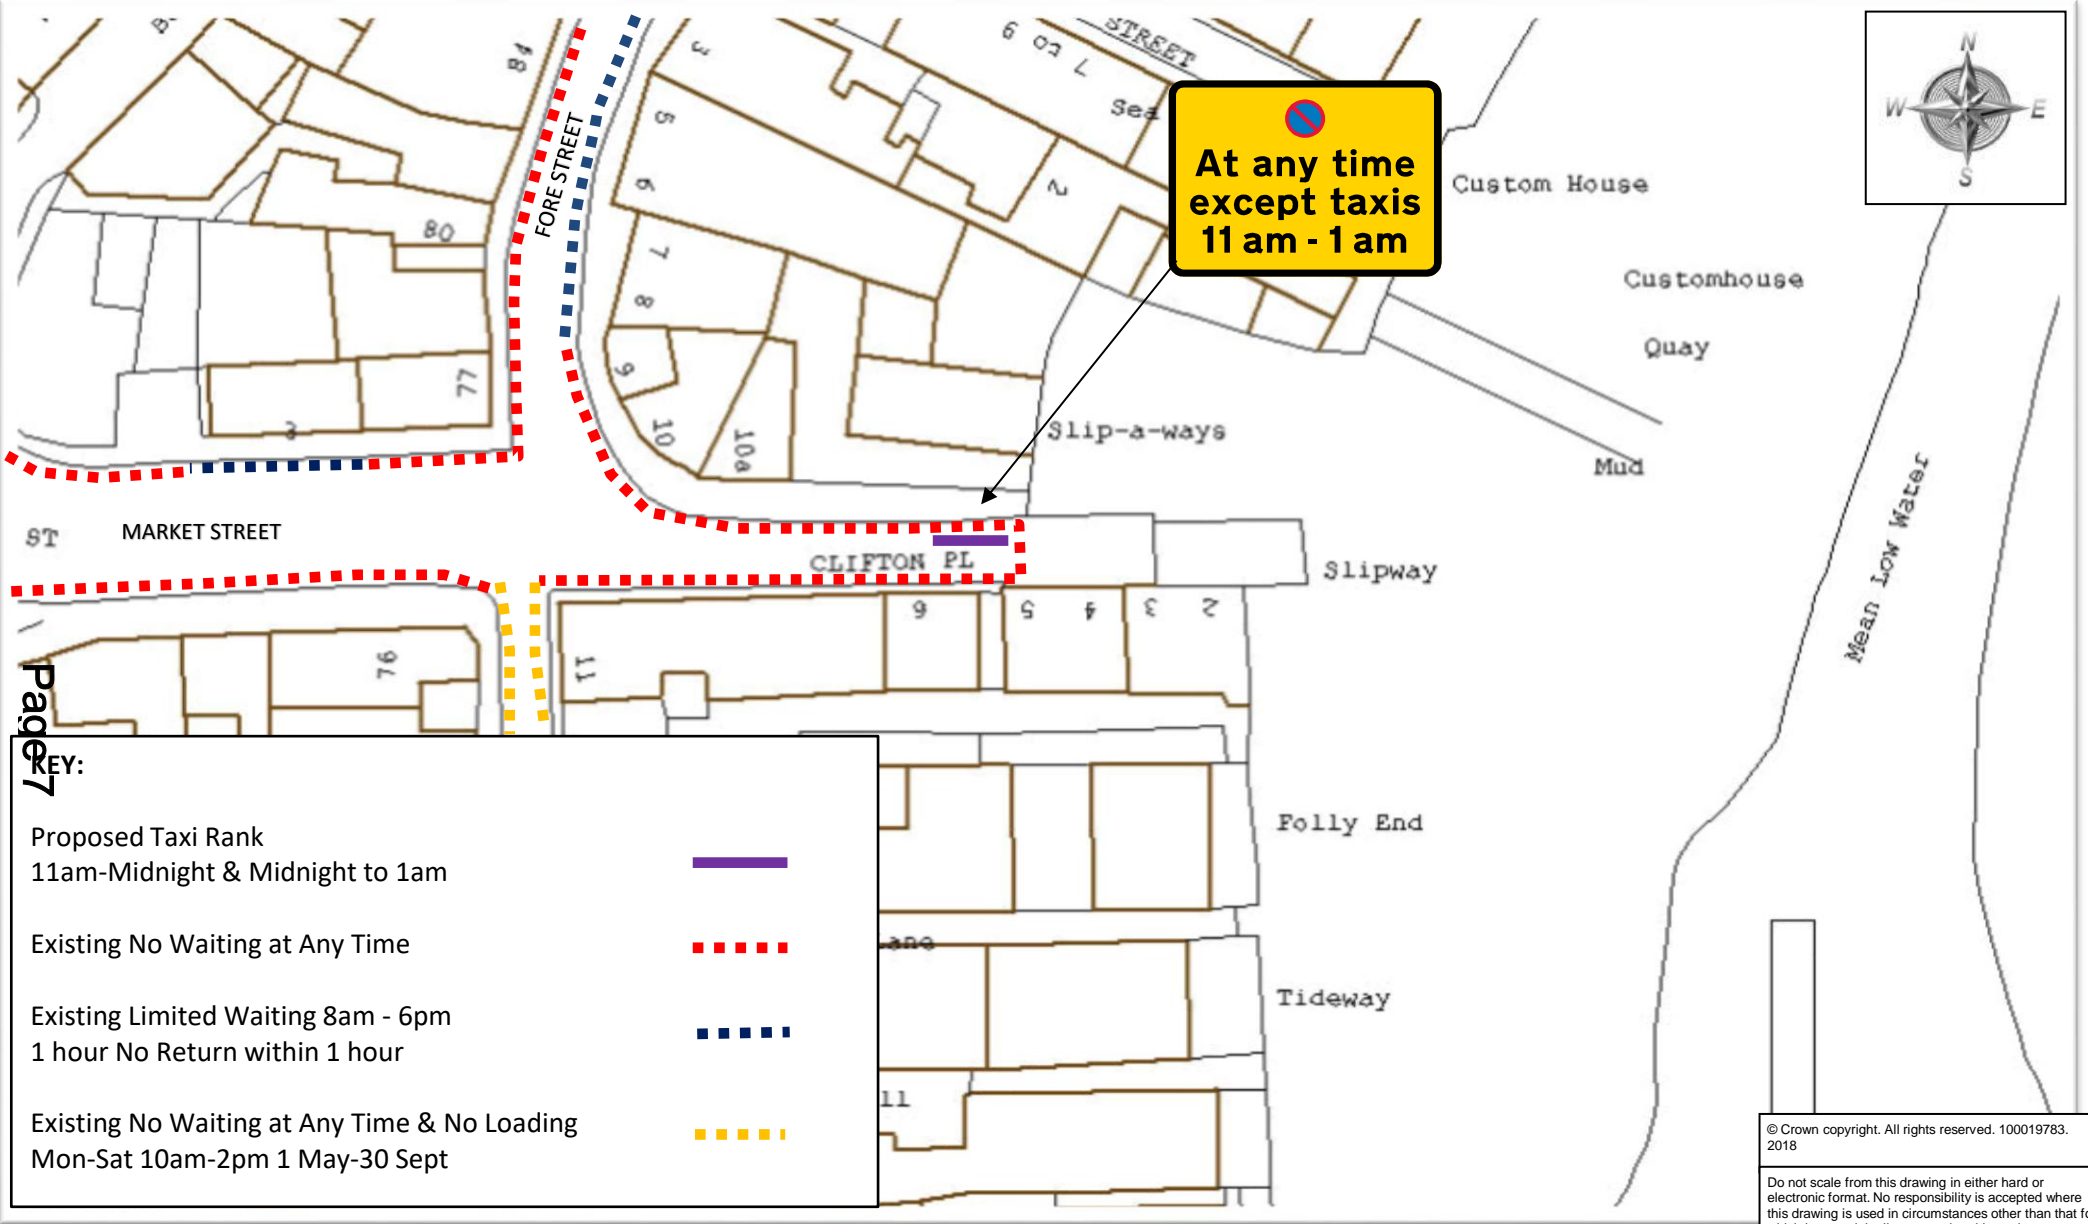 84
3
7 to 9
STREET
Sea
N
W
E
S
5
FORE STREET
At any time
except taxis
11 am - 1 am
Custom House
6
2
80
7
Customhouse
8
Quay
9
77
3
10
10a
Slip-a-ways
Mud
Mean Low Water
ST
MARKET STREET
CLIFTON PL
Slipway
6
5
4
3
2
76
11
Page 7
KEY:
Proposed Taxi Rank
11am-Midnight & Midnight to 1am
Existing No Waiting at Any Time
Existing Limited Waiting 8am - 6pm
1 hour No Return within 1 hour
Existing No Waiting at Any Time & No Loading
Mon-Sat 10am-2pm 1 May-30 Sept
Folly End
Tideway
© Crown copyright. All rights reserved. 100019783.
2018
Do not scale from this drawing in either hard or
electronic format. No responsibility is accepted where
this drawing is used in circumstances other than that